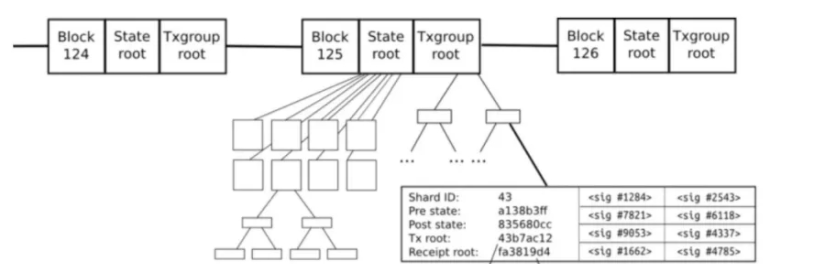 Block 124 State root Txgroup root
Block 125 State root Txgroup root
Block 126 State root Txgroup root
... ... ...
Shard ID: 43
Pre state: a138b3ff
Post state: 835680cc
Tx root: 43b7ac12
Receipt root: fa3819d4
<sig #1284> <sig #2543>
<sig #7821> <sig #6118>
<sig #9053> <sig #4337>
<sig #1662> <sig #4785>